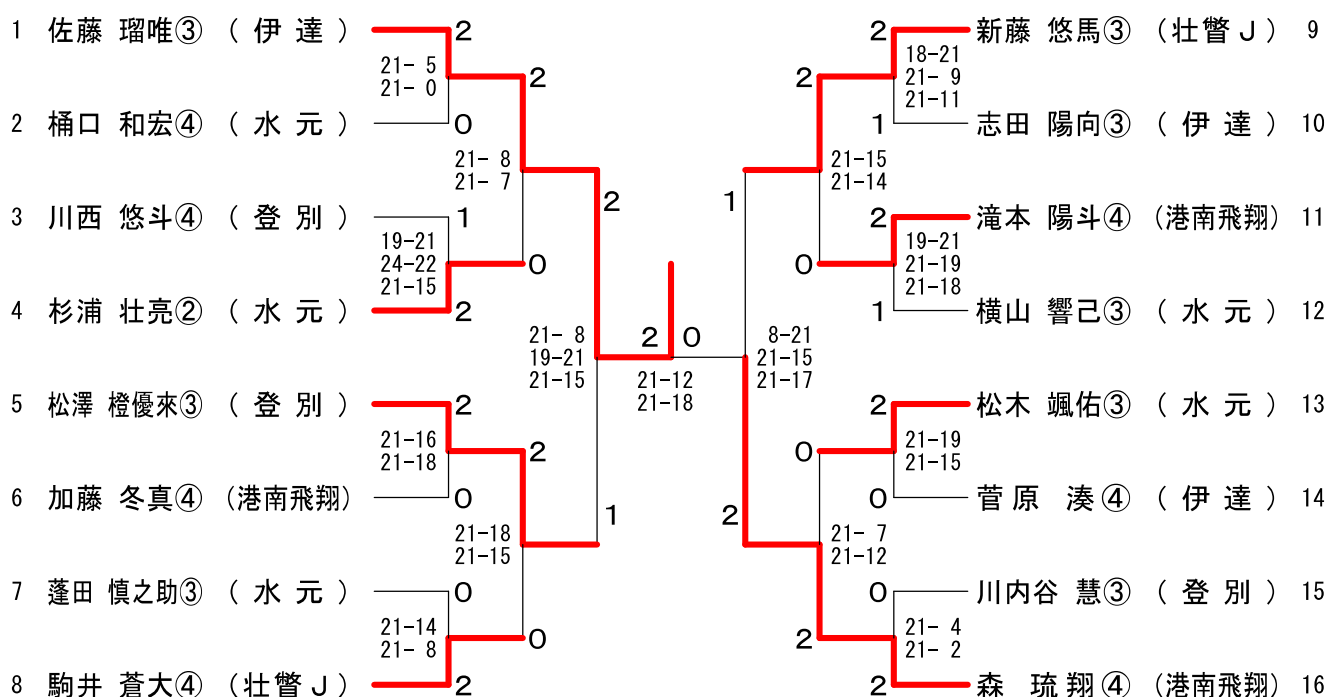 1 佐藤 瑠唯③ ( 伊 達 ) 2 2 新藤 悠馬③ (壮瞥J) 9
21- 5 2 2 18-21
21- 0 21- 9
21-11
2 桶口 和宏④ ( 水 元 ) 0 1 志田 陽向③ ( 伊 達 ) 10
21- 8 21-15
21- 7 21-14
3 川西 悠斗④ ( 登 別 ) 1 2 1 2 滝本 陽斗④ (港南飛翔) 11
19-21 19-21
24-22 0 0 21-19
21-15 21-18
4 杉浦 壮亮② ( 水 元 ) 2 1 横山 響己③ ( 水 元 ) 12
21- 8 2 0 8-21
19-21 21-15
21-15 21-12 21-17
21-18
5 松澤 橙優來③ ( 登 別 ) 2 2 松木 颯佑③ ( 水 元 ) 13
21-16 2 0 21-19
21-18 21-15
6 加藤 冬真④ (港南飛翔) 0 0 菅原 湊④ ( 伊 達 ) 14
1 2
21-18 21- 7
21-15 21-12
7 蓬田 慎之助③ ( 水 元 ) 0 0 川内谷 慧③ ( 登 別 ) 15
21-14 0 2 21- 4
21- 8 21- 2
8 駒井 蒼大④ (壮瞥J) 2 2 森 琉翔④ (港南飛翔) 16